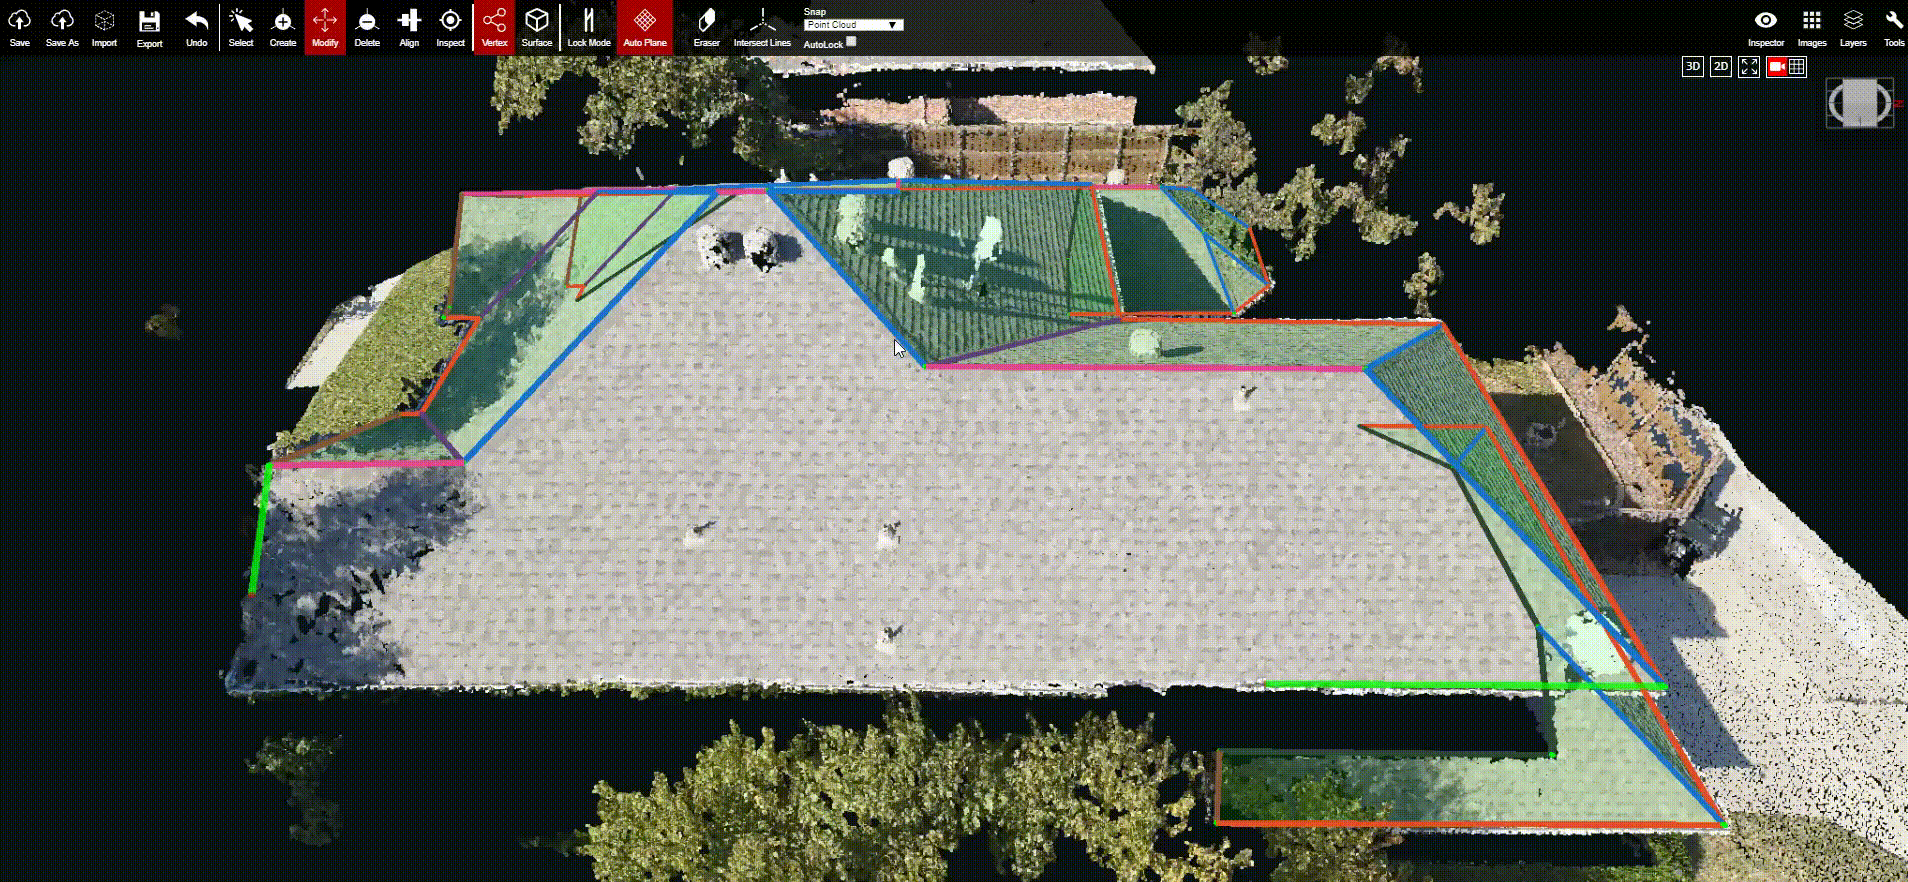 Save
Save As
Import
Export
Undo
Select
Create
Modify
Delete
Align
Inspect
Vertex
Surface
Lock Mode
Auto Plane
Eraser
Intersect Lines
Snap
Point Cloud
AutoLock
Inspector
Images
Layers
Tools
3D
2D